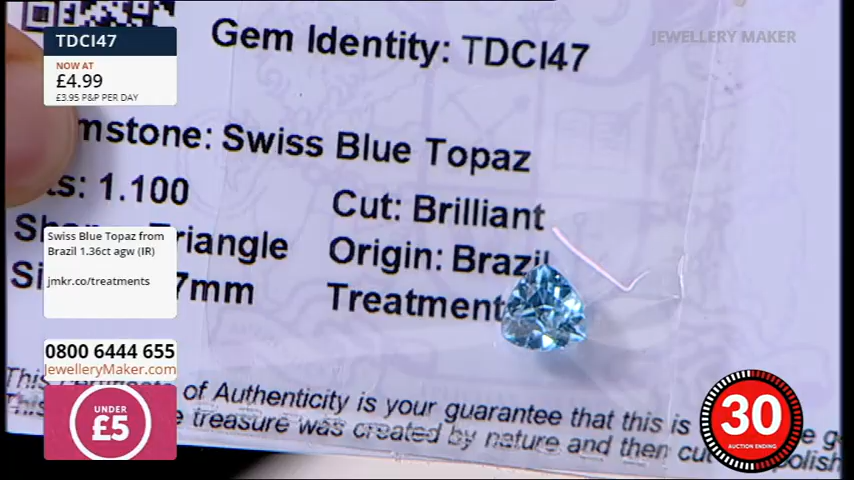 TDCI47
NOW AT
£4.99
£3.95 P&P PER DAY
Gem Identity: TDCI47
JEWELLERY MAKER
mstone: Swiss Blue Topaz
ts: 1.100
Cut: Brilliant
Triangle
Origin: Brazil
7mm
Treatment
Swiss Blue Topaz from
Brazil 1.36ct agw (IR)
jmkr.co/treatments
0800 6444 655
JewelleryMaker.com
UNDER
£5
This Certificate of Authenticity is your guarantee that this is
treasure was created by nature and then cut polish
30
AUCTION ENDING